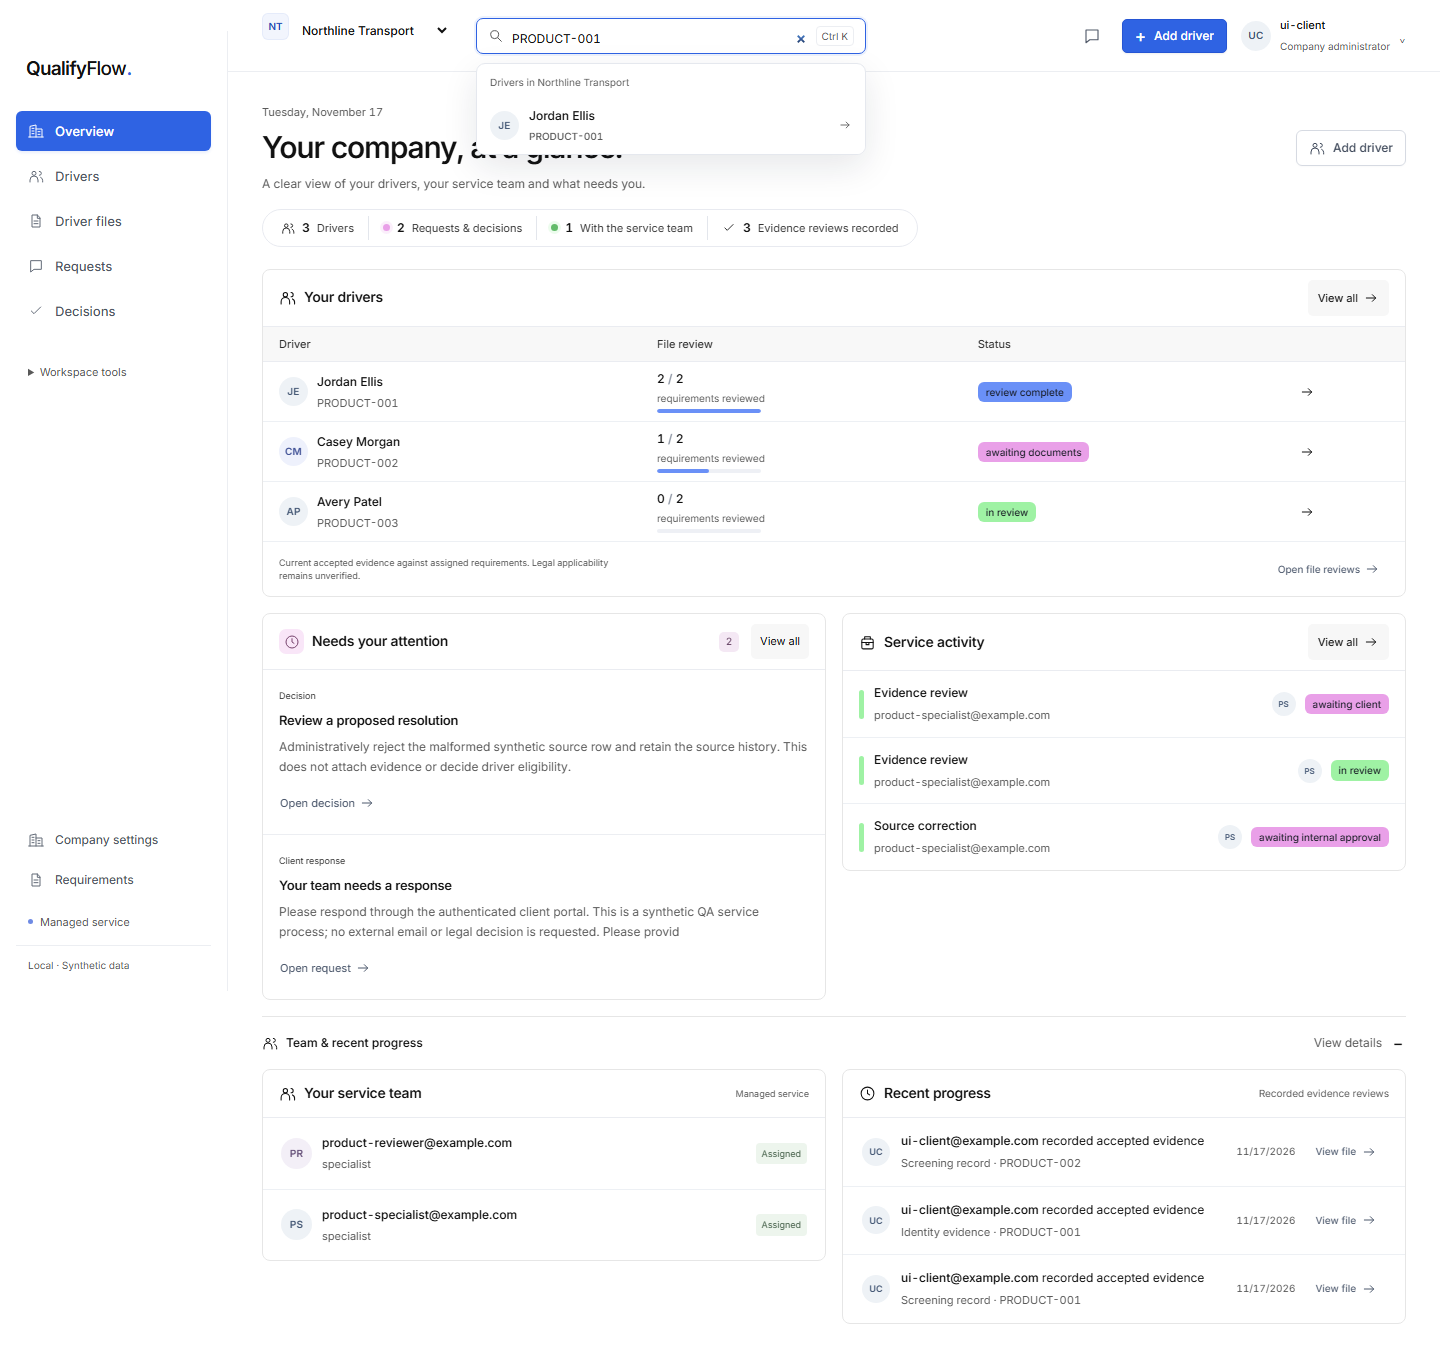 NT
Northline Transport
PRODUCT-001
×
Ctrl K
+ Add driver
UC
ui-client
Company administrator
QualifyFlow.
Overview
Drivers
Driver files
Requests
Decisions
Workspace tools
Company settings
Requirements
Managed service
Local · Synthetic data
Drivers in Northline Transport
JE
Jordan Ellis
PRODUCT-001
Tuesday, November 17
Your company, at a glance.
A clear view of your drivers, your service team and what needs you.
Add driver
3 Drivers
2 Requests & decisions
1 With the service team
3 Evidence reviews recorded
Your drivers
View all
Driver File review Status
JE
Jordan Ellis
PRODUCT-001
2 / 2
requirements reviewed
review complete
CM
Casey Morgan
PRODUCT-002
1 / 2
requirements reviewed
awaiting documents
AP
Avery Patel
PRODUCT-003
0 / 2
requirements reviewed
in review
Current accepted evidence against assigned requirements. Legal applicability
remains unverified.
Open file reviews
Needs your attention
2
View all
Decision
Review a proposed resolution
Administratively reject the malformed synthetic source row and retain the source history. This
does not attach evidence or decide driver eligibility.
Open decision
Client response
Your team needs a response
Please respond through the authenticated client portal. This is a synthetic QA service
process; no external email or legal decision is requested. Please provid
Open request
Service activity
View all
Evidence review
product-specialist@example.com
PS
awaiting client
Evidence review
product-specialist@example.com
PS
in review
Source correction
product-specialist@example.com
PS
awaiting internal approval
Team & recent progress
View details –
Your service team
Managed service
PR
product-reviewer@example.com
specialist
Assigned
PS
product-specialist@example.com
specialist
Assigned
Recent progress
Recorded evidence reviews
UC
ui-client@example.com recorded accepted evidence
Screening record · PRODUCT-002
11/17/2026
View file
UC
ui-client@example.com recorded accepted evidence
Identity evidence · PRODUCT-001
11/17/2026
View file
UC
ui-client@example.com recorded accepted evidence
Screening record · PRODUCT-001
11/17/2026
View file